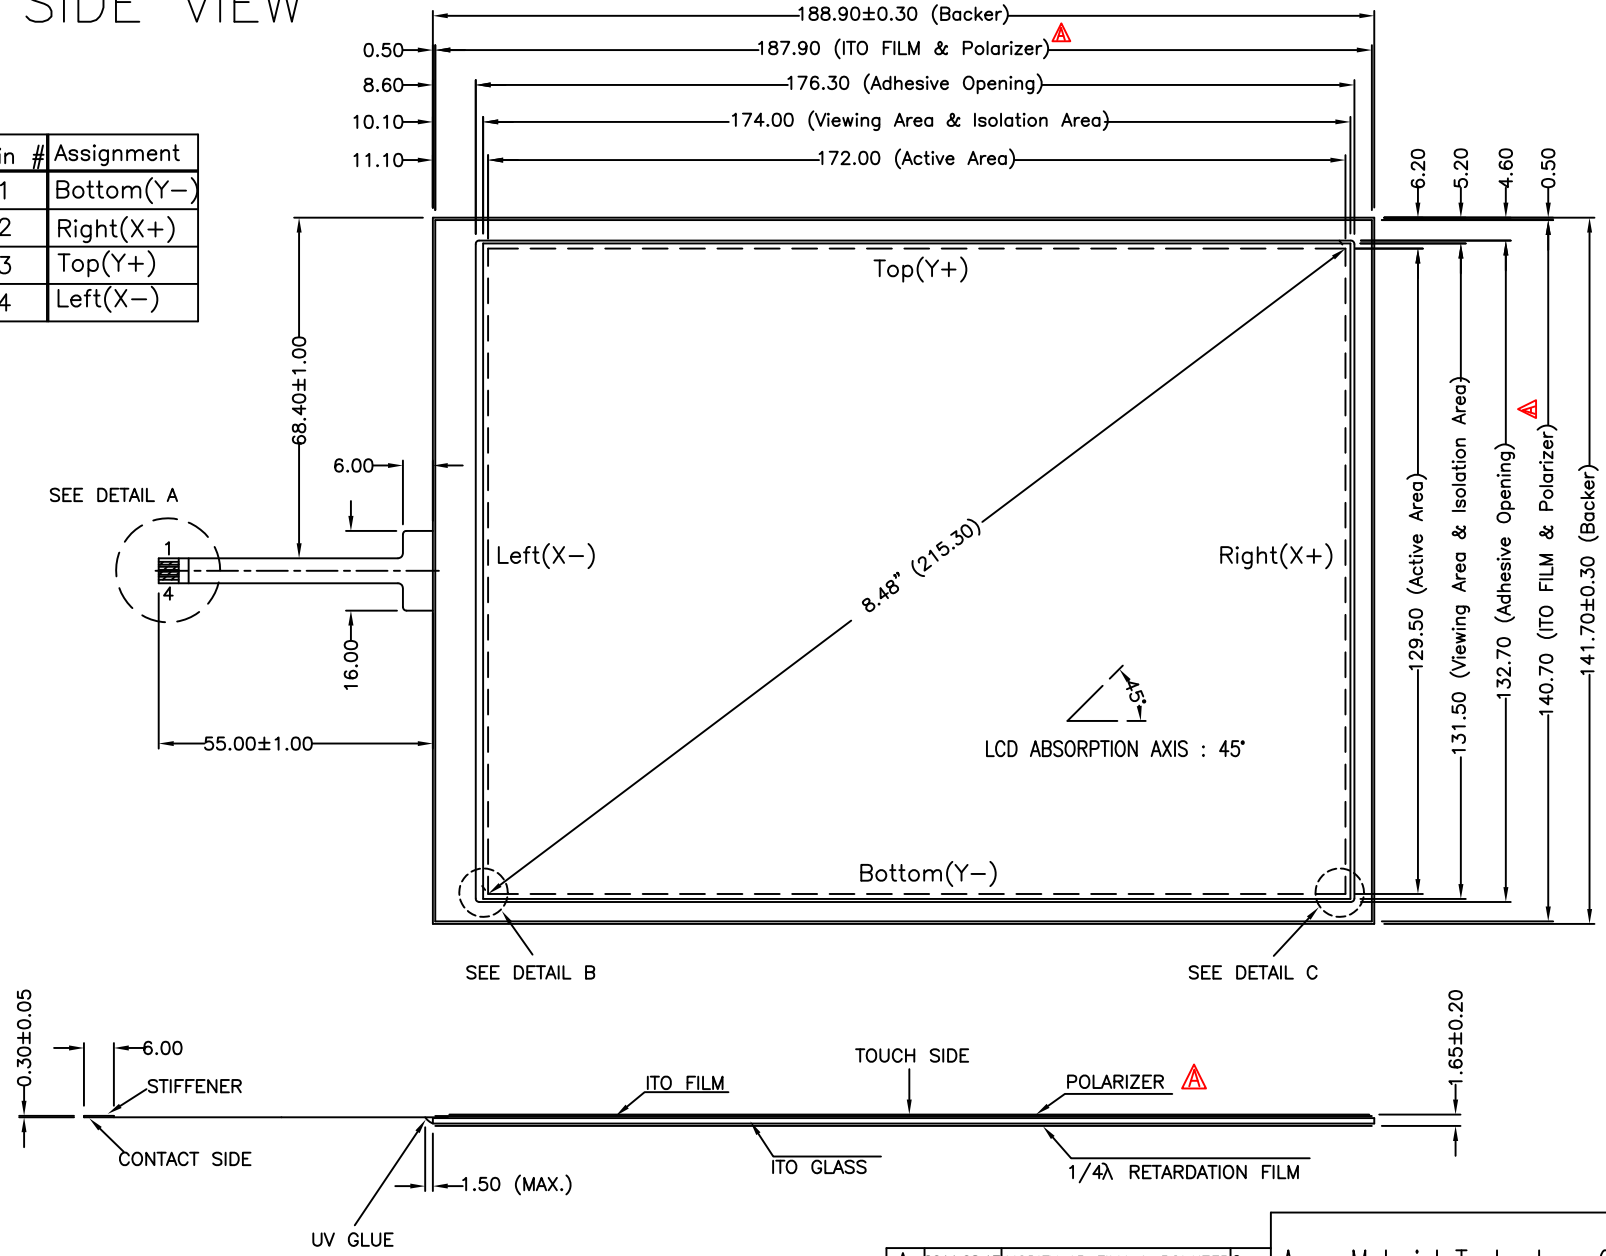 SIDE VIEW
188.90±0.30 (Backer)
0.50
187.90 (ITO FILM & Polarizer)
A
8.60
176.30 (Adhesive Opening)
10.10
174.00 (Viewing Area & Isolation Area)
11.10
172.00 (Active Area)
in # Assignment
1 Bottom(Y-)
2 Right(X+)
3 Top(Y+)
4 Left(X-)
6.20
5.20
4.60
0.50
Top(Y+)
68.40±1.00
6.00
SEE DETAIL A
1
4
16.00
55.00±1.00
Left(X-)
8.48" (215.30)
Right(X+)
45°
LCD ABSORPTION AXIS : 45°
Bottom(Y-)
129.50 (Active Area)
131.50 (Viewing Area & Isolation Area)
132.70 (Adhesive Opening)
A
140.70 (ITO FILM & Polarizer)
141.70±0.30 (Backer)
SEE DETAIL B
SEE DETAIL C
0.30±0.05
6.00
STIFFENER
CONTACT SIDE
ITO FILM
TOUCH SIDE
POLARIZER
A
1.65±0.20
ITO GLASS
1/4λ RETARDATION FILM
1.50 (MAX.)
UV GLUE